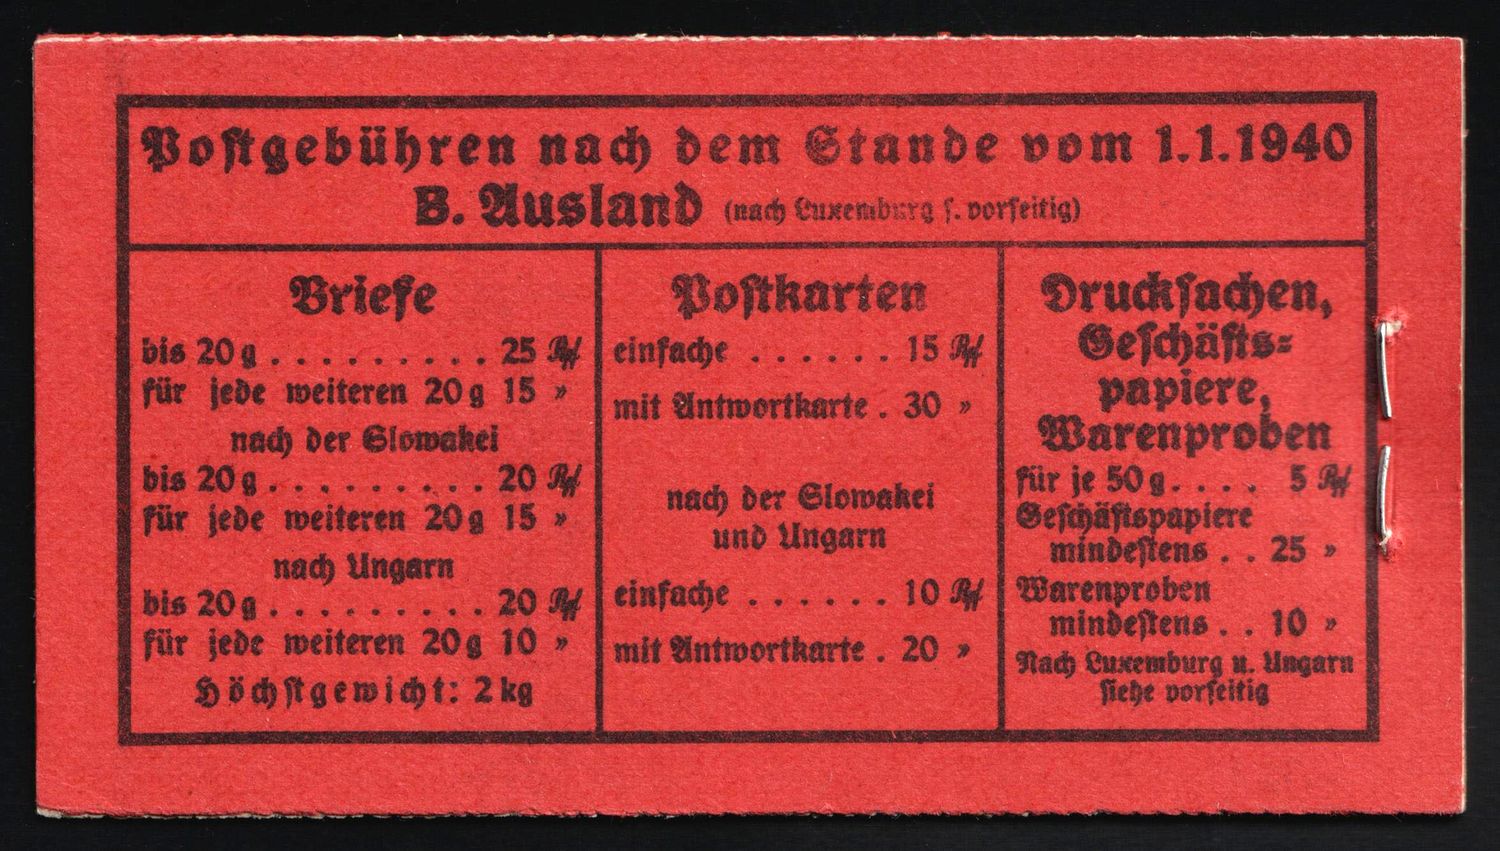 Postgebühren nach dem Stande vom 1.1.1940
B. Ausland (nach Luxemburg s. vorseitig)
Briefe
bis 20 g . . . . . . . . . . 25 Rpf
für jede weiteren 20 g 15 »
nach der Slowakei
bis 20 g . . . . . . . . . . 20 Rpf
für jede weiteren 20 g 15 »
nach Ungarn
bis 20 g . . . . . . . . . . 20 Rpf
für jede weiteren 20 g 10 »
Höchstgewicht: 2 kg
Postkarten
einfache . . . . . . 15 Rpf
mit Antwortkarte . 30 »
nach der Slowakei
und Ungarn
einfache . . . . . . 10 Rpf
mit Antwortkarte . 20 »
Drucksachen,
Geschäfts-
papiere,
Warenproben
für je 50 g . . . . 5 Rpf
Geschäftspapiere
mindestens . . 25 »
Warenproben
mindestens . . 10 »
Nach Luxemburg u. Ungarn
siehe vorseitig